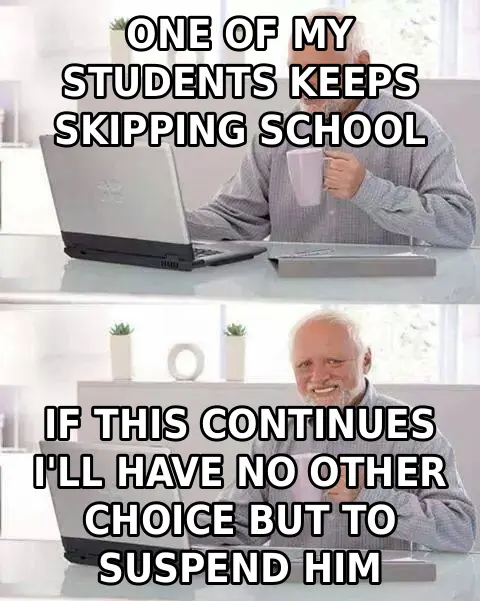 ONE OF MY
STUDENTS KEEPS
SKIPPING SCHOOL
IF THIS CONTINUES
I'LL HAVE NO OTHER
CHOICE BUT TO
SUSPEND HIM